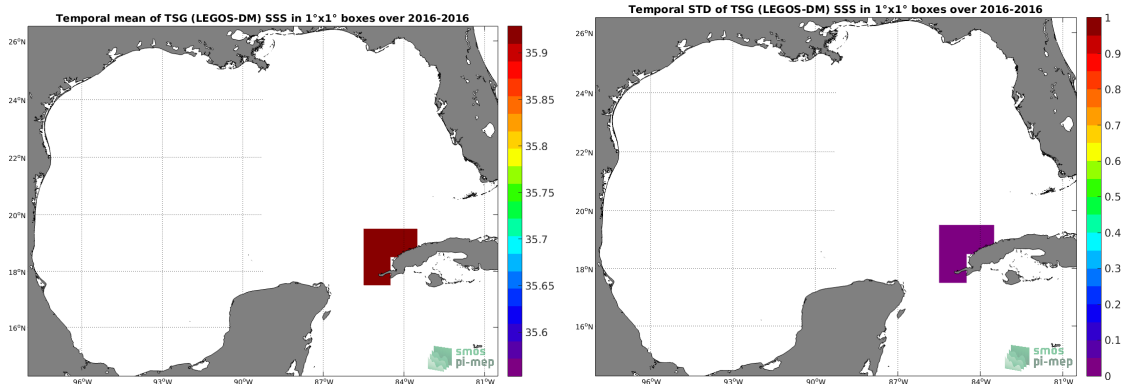 Temporal mean of TSG (LEGOS-DM) SSS in 1°x1° boxes over 2016-2016
26°N
24°N
22°N
20°N
18°N
16°N
96°W
93°W
90°W
87°W
84°W
81°W
35.9
35.85
35.8
35.75
35.7
35.65
35.6
smos
pi-mep
Temporal STD of TSG (LEGOS-DM) SSS in 1°x1° boxes over 2016-2016
26°N
24°N
22°N
20°N
18°N
16°N
96°W
93°W
90°W
87°W
84°W
81°W
1
0.9
0.8
0.7
0.6
0.5
0.4
0.3
0.2
0.1
0
smos
pi-mep